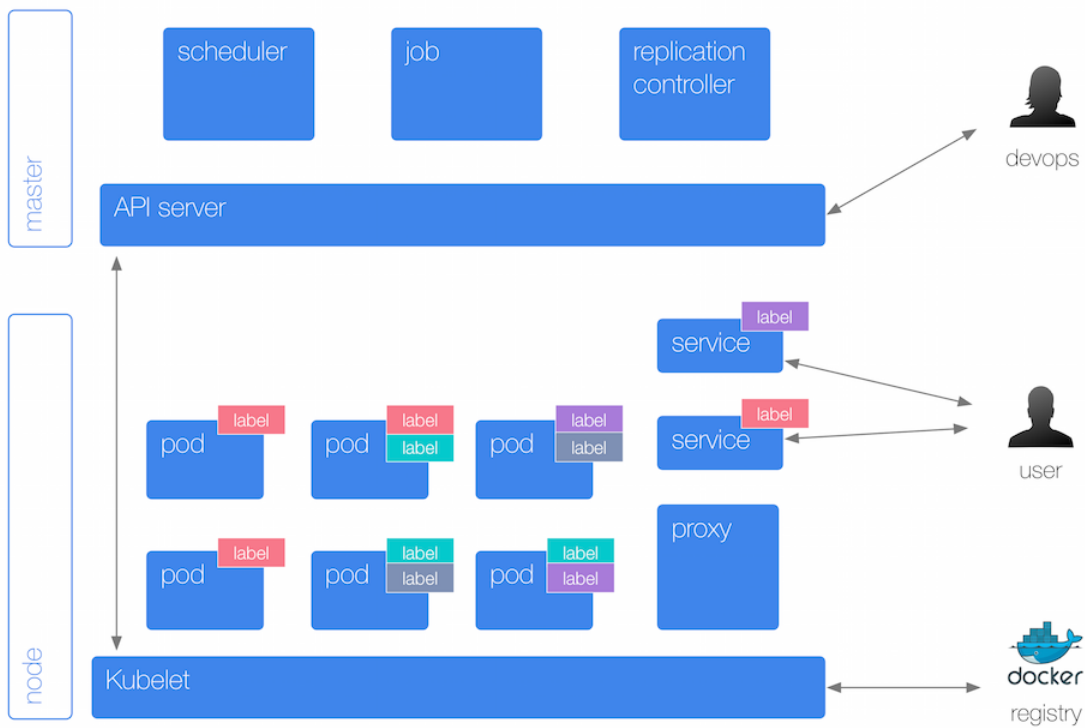 scheduler
job
replication
controller
master
API server
devops
label
service
label
service
user
label
pod
label
label
pod
label
label
pod
proxy
label
pod
label
label
pod
label
label
pod
node
Kubelet
docker
registry